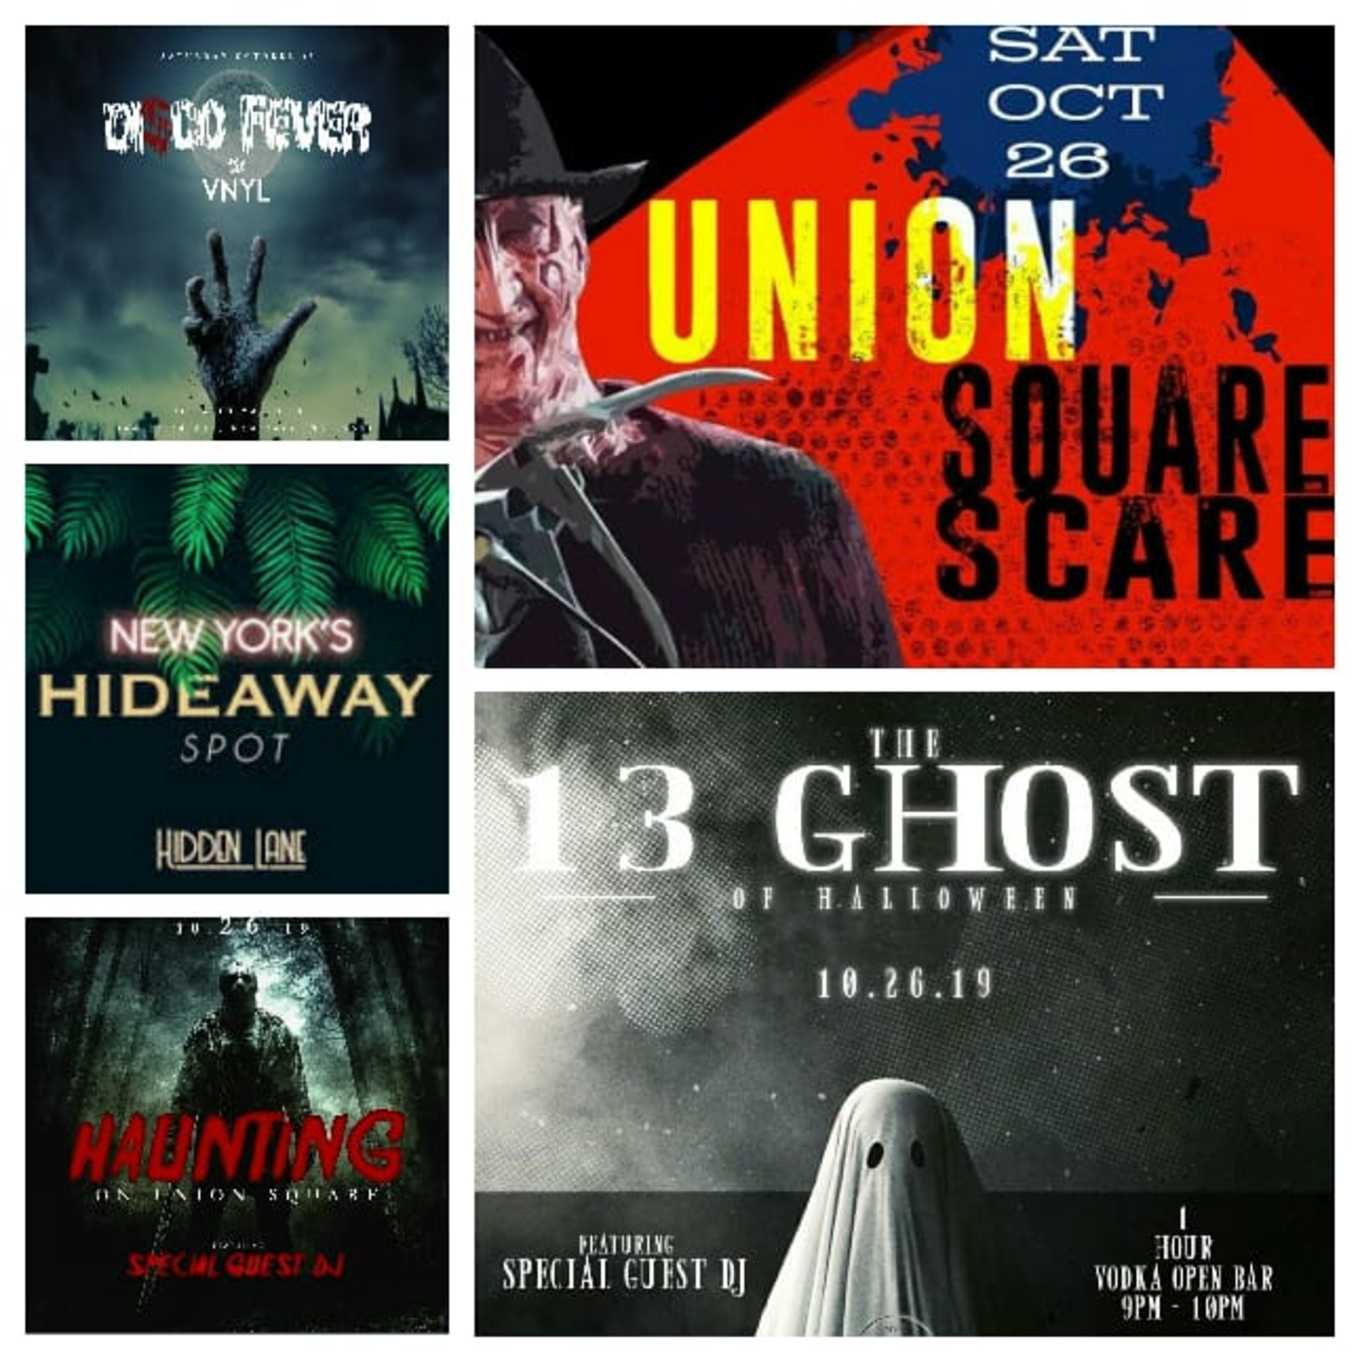 SATURDAY OCTOBER
DISCO FEVER
VNYL
SAT
OCT
26
UNION
SQUARE
SCARE
NEW YORK'S
HIDEAWAY
SPOT
HIDDEN LANE
THE
13 GHOST
OF HALLOWEEN
10.26.19
FEATURING
SPECIAL GUEST DJ
1
HOUR
VODKA OPEN BAR
9PM - 10PM
10.26.19
HAUNTING
ON UNION SQUARE
SPECIAL GUEST DJ